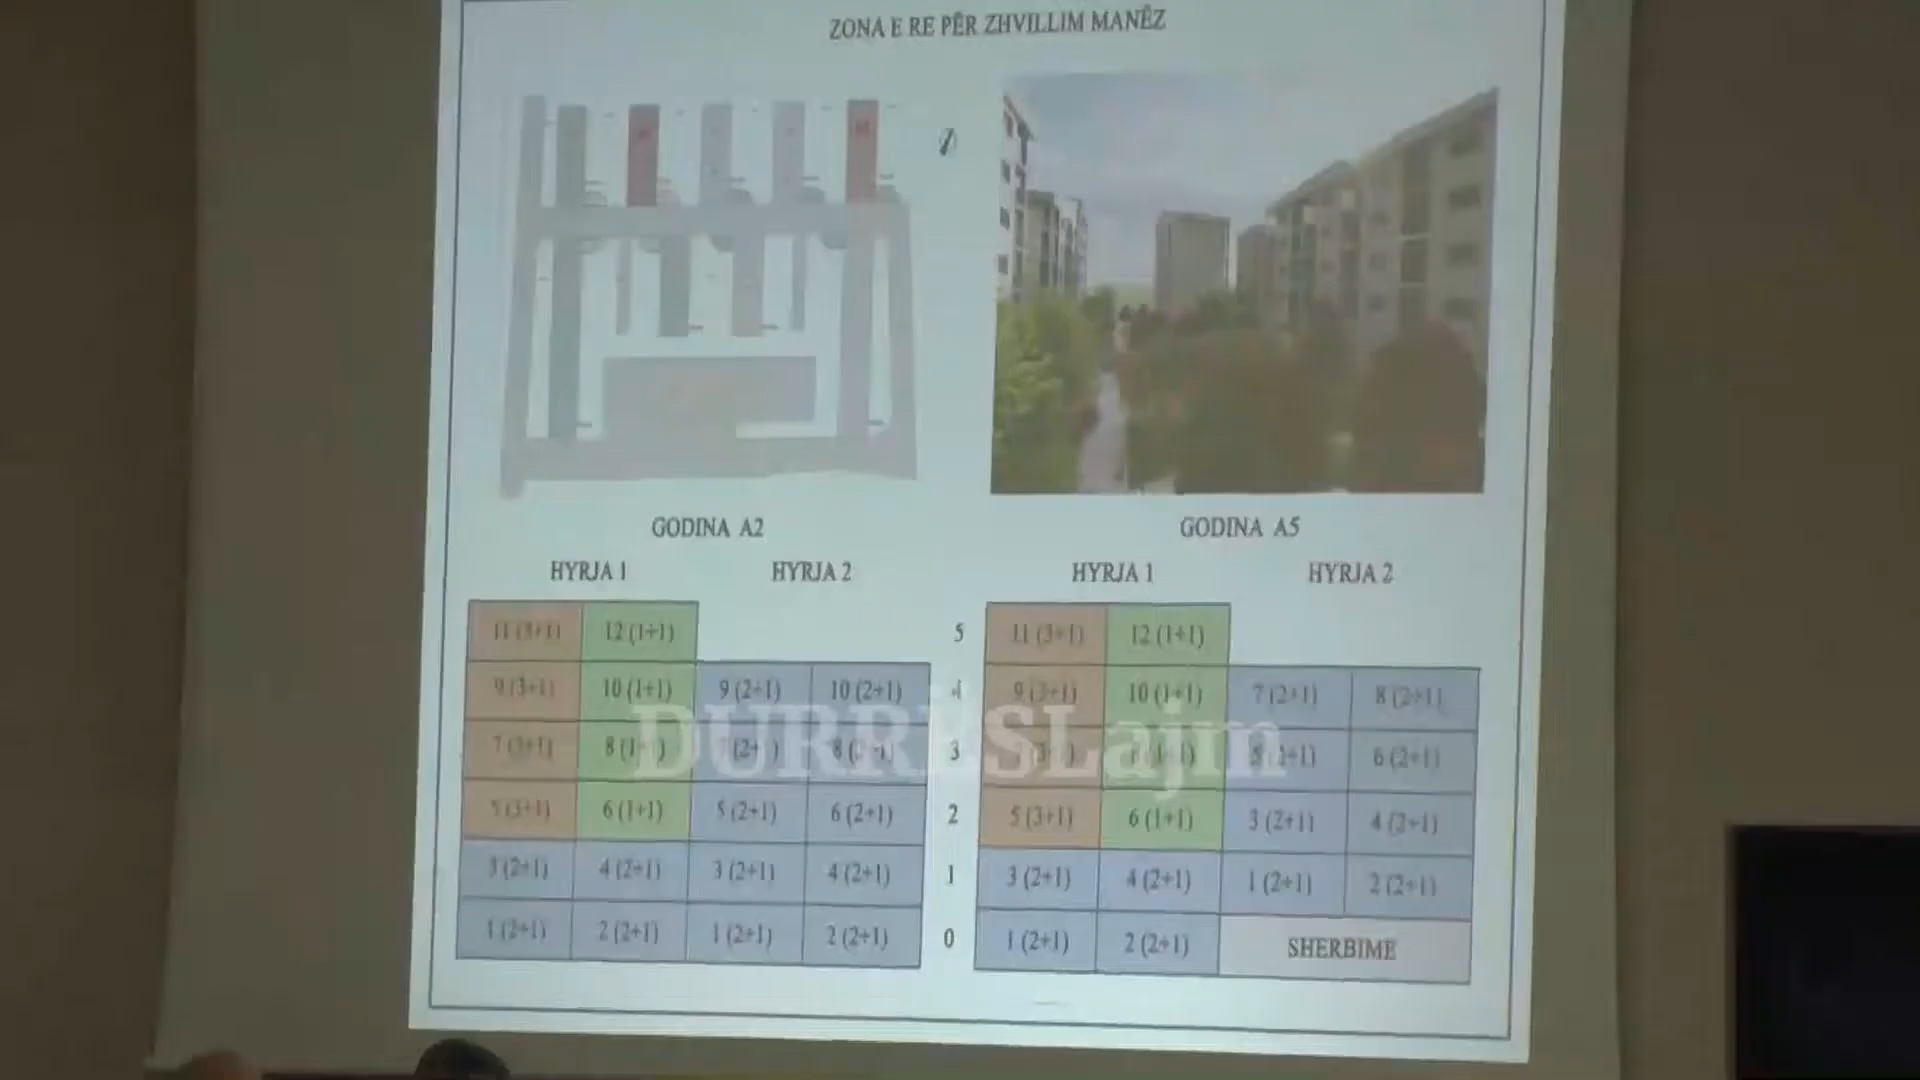 ZONA E RE PËR ZHVILLIM MANËZ
GODINA A2
GODINA A5
HYRJA 1 HYRJA 2
HYRJA 1 HYRJA 2
11 (3+1) 12 (1+1) 5 11 (3+1) 12 (1+1)
9 (3+1) 10 (1+1) 9 (2+1) 10 (2+1) 4 9 (3+1) 10 (1+1) 7 (2+1) 8 (2+1)
7 (3+1) 3 6 (2+1)
5 (3+1) 6 (1+1) 5 (2+1) 6 (2+1) 2 5 (3+1) 6 (1+1) 3 (2+1) 4 (2+1)
3 (2+1) 4 (2+1) 3 (2+1) 4 (2+1) 1 3 (2+1) 4 (2+1) 1 (2+1) 2 (2+1)
1 (2+1) 2 (2+1) 1 (2+1) 2 (2+1) 0 1 (2+1) 2 (2+1) SHERBIME
DURRËSLajm